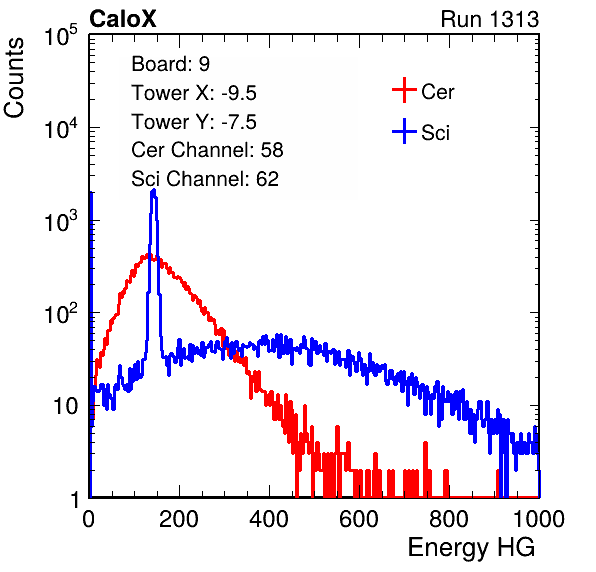 CaloX Run 1313
Counts
Board: 9
Tower X: -9.5
Tower Y: -7.5
Cer Channel: 58
Sci Channel: 62
Cer
Sci
10^5
10^4
10^3
10^2
10
1
0 200 400 600 800 1000
Energy HG